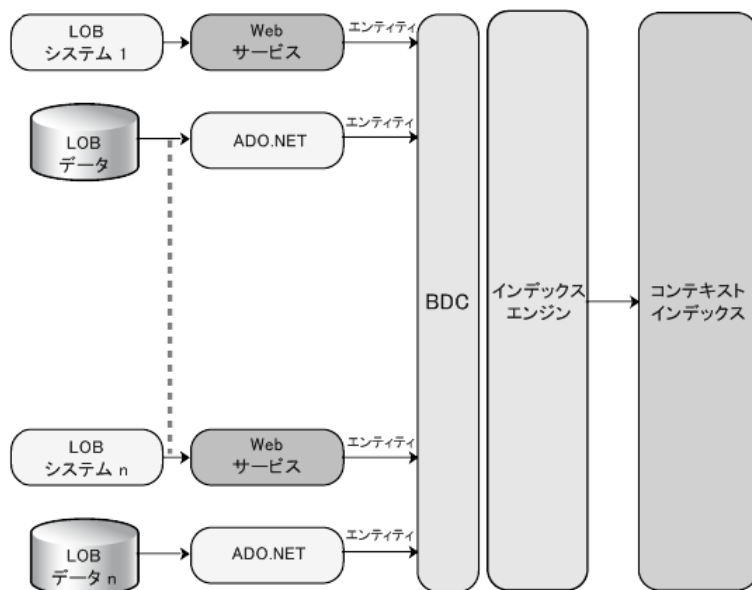 LOB
システム 1
Web
サービス
エンティティ
LOB
データ
ADO.NET
エンティティ
BDC
インデックス
エンジン
コンテキスト
インデックス
LOB
システム n
Web
サービス
エンティティ
LOB
データ n
ADO.NET
エンティティ